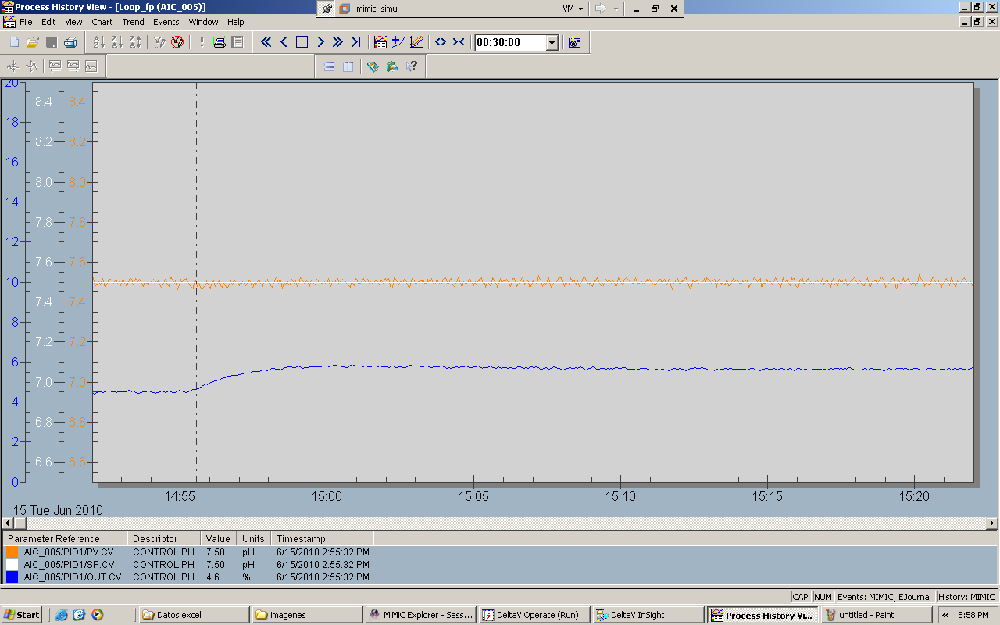 Process History View - [Loop_fp (AIC_005)]
mimic_simul
VM
File Edit View Chart Trend Events Window Help
00:30:00
20
18
16
14
12
10
8
6
4
2
0
8.4
8.2
8.0
7.8
7.6
7.4
7.2
7.0
6.8
6.6
8.4
8.2
8.0
7.8
7.6
7.4
7.2
7.0
6.8
6.6
14:55 15:00 15:05 15:10 15:15 15:20
15 Tue Jun 2010
Parameter Reference Descriptor Value Units Timestamp
AIC_005/PID1/PV.CV CONTROL PH 7.50 pH 6/15/2010 2:55:32 PM
AIC_005/PID1/SP.CV CONTROL PH 7.50 pH 6/15/2010 2:55:32 PM
AIC_005/PID1/OUT.CV CONTROL PH 4.6 % 6/15/2010 2:55:32 PM
CAP NUM Events: MIMIC, EJournal History: MIMIC
Start Datos excel imagenes MiMiC Explorer - Sess... DeltaV Operate (Run) DeltaV InSight Process History Vi... untitled - Paint « 8:58 PM